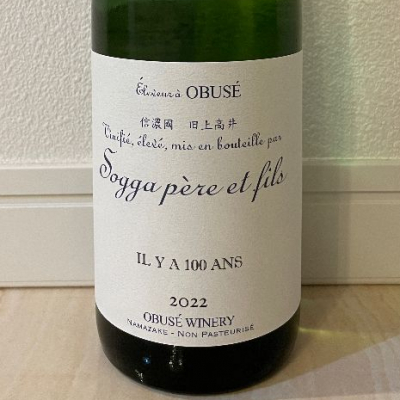 Éleveur à OBUSÉ
信濃國 旧上高井
Vinifié, élevé, mis en bouteille par
Sogga père et fils
IL Y A 100 ANS
2022
OBUSÉ WINERY
NAMAZAKE - NON PASTEURISÉ